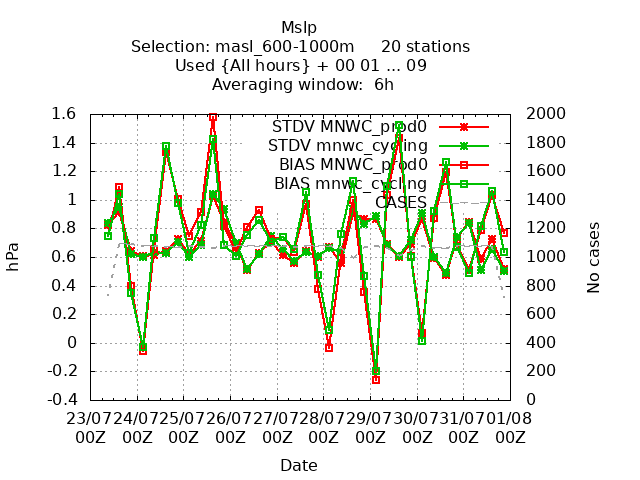 Mslp
Selection: masl_600-1000m 20 stations
Used {All hours} + 00 01 ... 09
Averaging window: 6h
1.6
1.4
1.2
1
0.8
0.6
0.4
0.2
0
-0.2
-0.4
2000
1800
1600
1400
1200
1000
800
600
400
200
0
STDV MNWC_prod0
STDV mnwc_cycling
BIAS MNWC_prod0
BIAS mnwc_cycling
CASES
hPa
No cases
23/07 24/07 25/07 26/07 27/07 28/07 29/07 30/07 31/07 01/08
00Z 00Z 00Z 00Z 00Z 00Z 00Z 00Z 00Z 00Z
Date